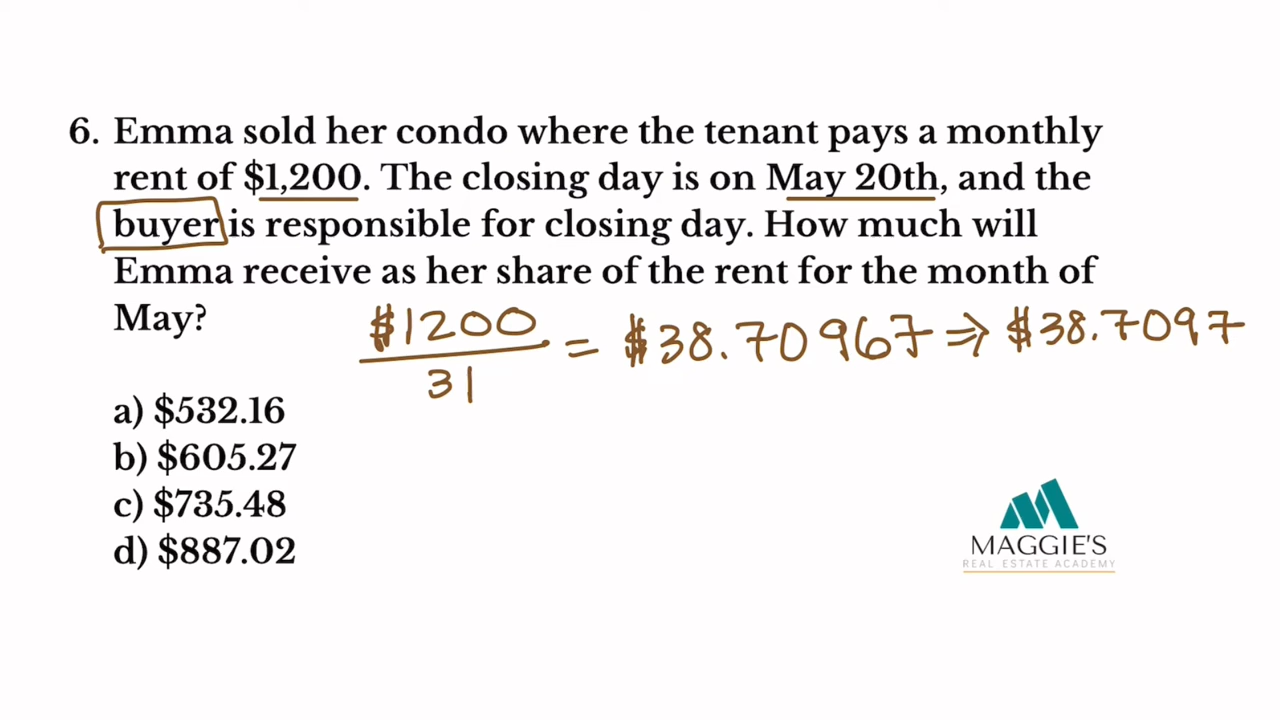 6. Emma sold her condo where the tenant pays a monthly
rent of $1,200. The closing day is on May 20th, and the
buyer is responsible for closing day. How much will
Emma receive as her share of the rent for the month of
May?
$1200
31
= $38.70967 ⇒ $38.7097
a) $532.16
b) $605.27
c) $735.48
d) $887.02
MAGGIE'S
REAL ESTATE ACADEMY